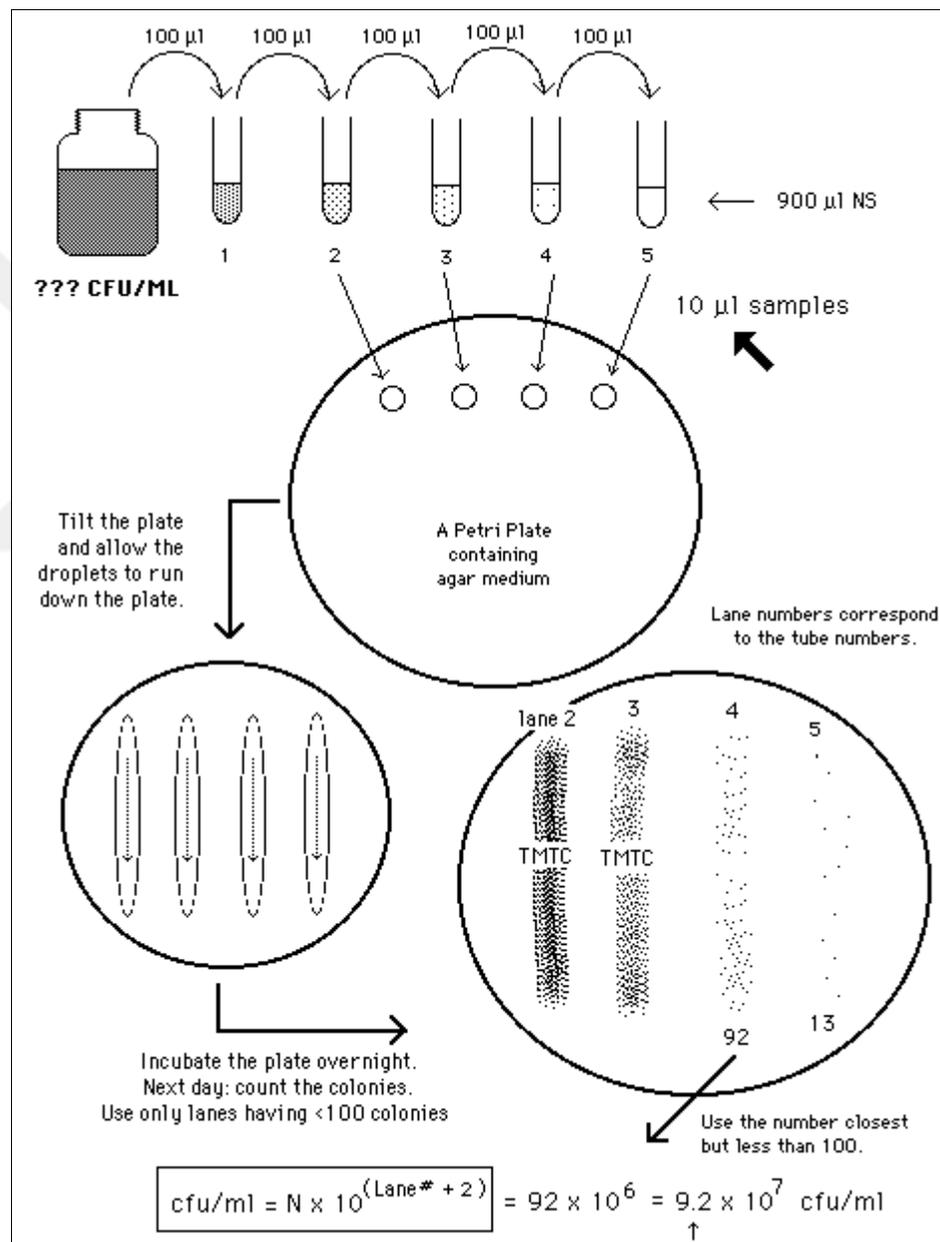 100 µl 100 µl 100 µl 100 µl 100 µl
900 µl NS
1 2 3 4 5
??? CFU/ML
10 µl samples
Tilt the plate
and allow the
droplets to run
down the plate.
A Petri Plate
containing
agar medium
Lane numbers correspond
to the tube numbers.
lane 2 3 4 5
TMTC TMTC
92 13
Incubate the plate overnight.
Next day: count the colonies.
Use only lanes having <100 colonies
Use the number closest
but less than 100.
cfu/ml = N x 10^(Lane# + 2) = 92 x 10^6 = 9.2 x 10^7 cfu/ml